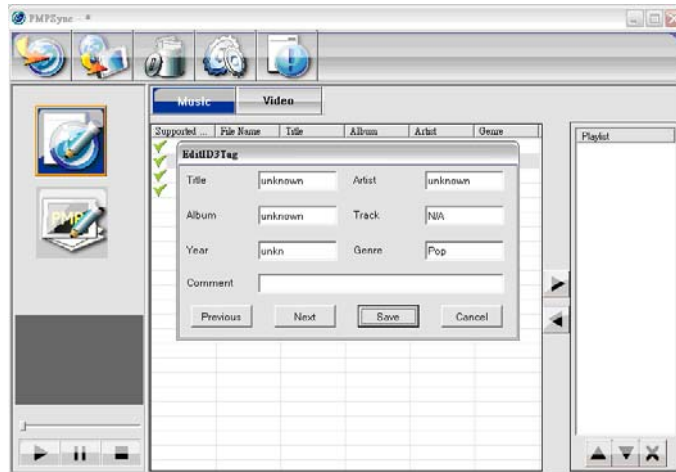 PMPSync - *
Music Video
Supported ... File Name Title Album Artist Genre
Playlist
EditID3Tag
Title unknown Artist unknown
Album unknown Track N/A
Year unkn Genre Pop
Comment
Previous Next Save Cancel
PMP